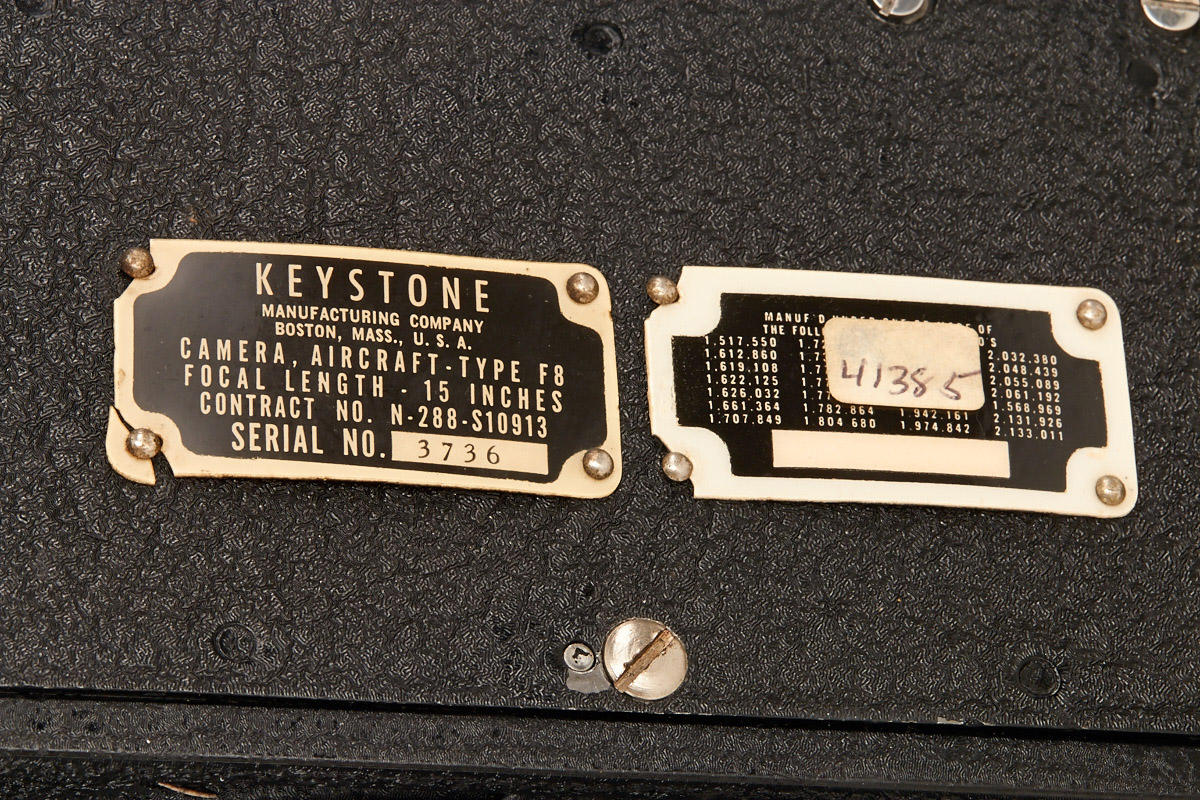 KEYSTONE
MANUFACTURING COMPANY
BOSTON, MASS., U. S. A.
CAMERA, AIRCRAFT-TYPE F8
FOCAL LENGTH - 15 INCHES
CONTRACT NO. N-288-S10913
SERIAL NO. 3736
MANUF'D OF
THE
1.517.550 2.032.380
1.612.860 2.048.439
1.619.108 2.055.089
1.622.125 2.061.192
1.626.032 1.568.969
1.661.364 1.782.864 1.942.161 2.131.926
1.707.849 1.804 680 1.974.842 2.133.011
41385